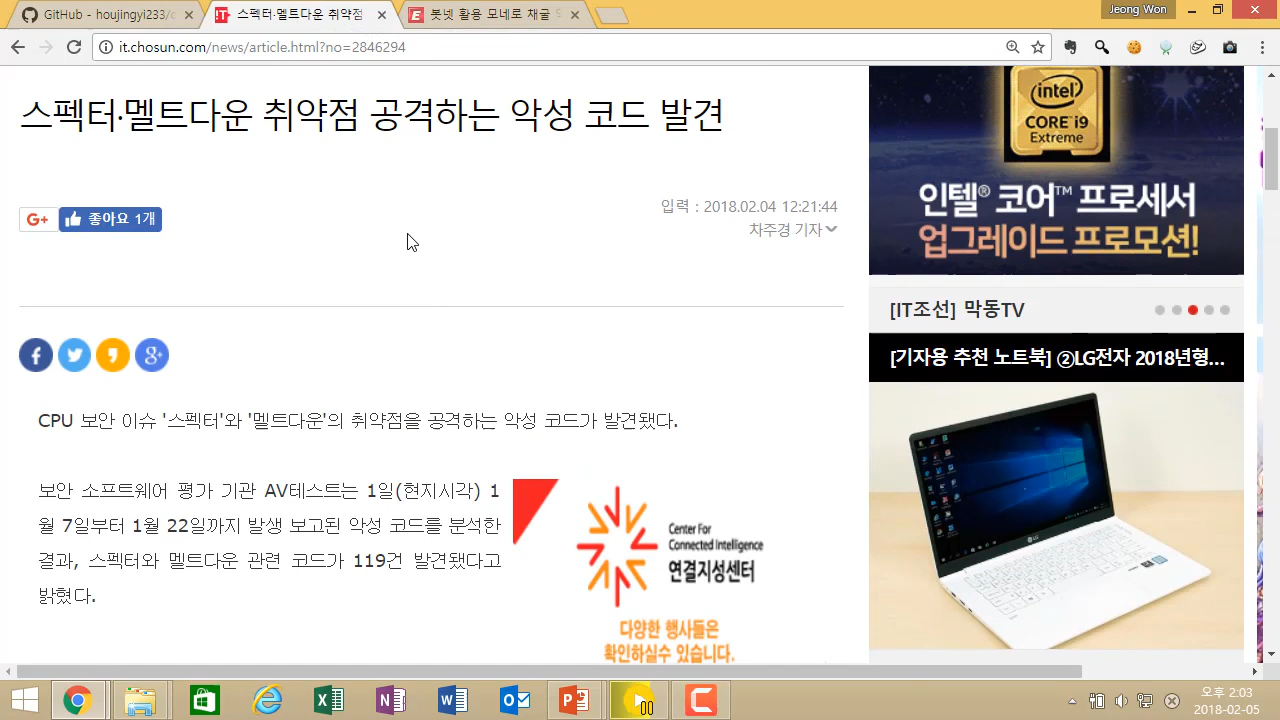 GitHub - houjingyi233/
스펙터·멜트다운 취약점
봇넷 활용 모네로 채굴
Jeong Won
it.chosun.com/news/article.html?no=2846294
스펙터·멜트다운 취약점 공격하는 악성 코드 발견
G+
좋아요 1개
입력 : 2018.02.04 12:21:44
차주경 기자
CPU 보안 이슈 '스펙터'와 '멜트다운'의 취약점을 공격하는 악성 코드가 발견됐다.
보안 소프트웨어 평가 기관 AV테스트는 1일(현지시각) 1
월 7일부터 1월 22일까지 발생 보고된 악성 코드를 분석한
결과, 스펙터와 멜트다운 관련 코드가 119건 발견됐다고
밝혔다.
Center For
Connected Intelligence
연결지성센터
다양한 행사들은
확인하실수 있습니다.
intel
CORE i9
Extreme
인텔® 코어™ 프로세서
업그레이드 프로모션!
[IT조선] 막동TV
[기자용 추천 노트북] ②LG전자 2018년형...
오후 2:03
2018-02-05